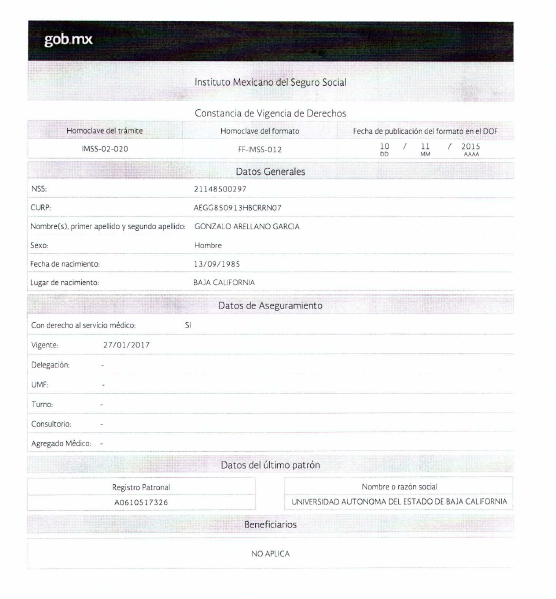 gob.mx
Instituto Mexicano del Seguro Social
Constancia de Vigencia de Derechos
Homoclave del trámite Homoclave del formato Fecha de publicación del formato en el DOF
IMSS-02-020 FF-IMSS-012 10 / 11 / 2015
DD MM AAAA
Datos Generales
NSS: 21148500297
CURP: AEGG850913HBCRRN07
Nombre(s), primer apellido y segundo apellido: GONZALO ARELLANO GARCIA
Sexo: Hombre
Fecha de nacimiento: 13/09/1985
Lugar de nacimiento: BAJA CALIFORNIA
Datos de Aseguramiento
Con derecho al servicio médico: SI
Vigente: 27/01/2017
Delegación: -
UMF: -
Turno: -
Consultorio: -
Agregado Médico: -
Datos del último patrón
Registro Patronal Nombre o razón social
A0610517326 UNIVERSIDAD AUTONOMA DEL ESTADO DE BAJA CALIFORNIA
Beneficiarios
NO APLICA